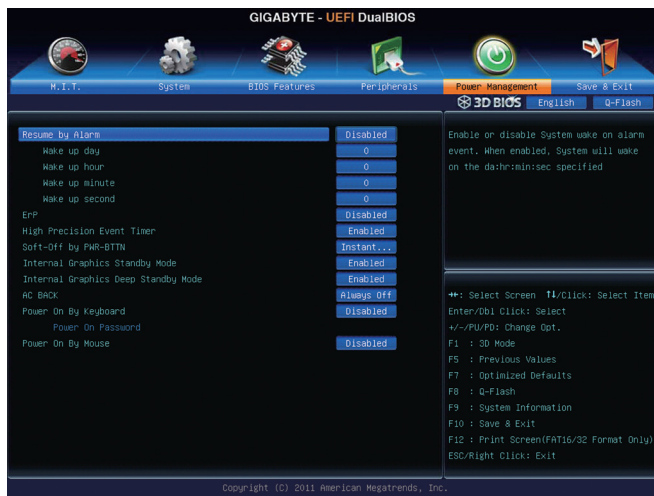 GIGABYTE - UEFI DualBIOS
M.I.T. System BIOS Features Peripherals Power Management Save & Exit
3D BIOS English Q-Flash
Resume by Alarm Disabled
Wake up day 0
Wake up hour 0
Wake up minute 0
Wake up second 0
ErP Disabled
High Precision Event Timer Enabled
Soft-Off by PWR-BTTN Instant...
Internal Graphics Standby Mode Enabled
Internal Graphics Deep Standby Mode Enabled
AC BACK Always Off
Power On By Keyboard Disabled
Power On Password
Power On By Mouse Disabled
Enable or disable System wake on alarm
event. When enabled, System will wake
on the da:hr:min:sec specified
→←: Select Screen ↑↓/Click: Select Item
Enter/Dbl Click: Select
+/-/PU/PD: Change Opt.
F1 : 3D Mode
F5 : Previous Values
F7 : Optimized Defaults
F8 : Q-Flash
F9 : System Information
F10 : Save & Exit
F12 : Print Screen(FAT16/32 Format Only)
ESC/Right Click: Exit
Copyright (C) 2011 American Megatrends, Inc.